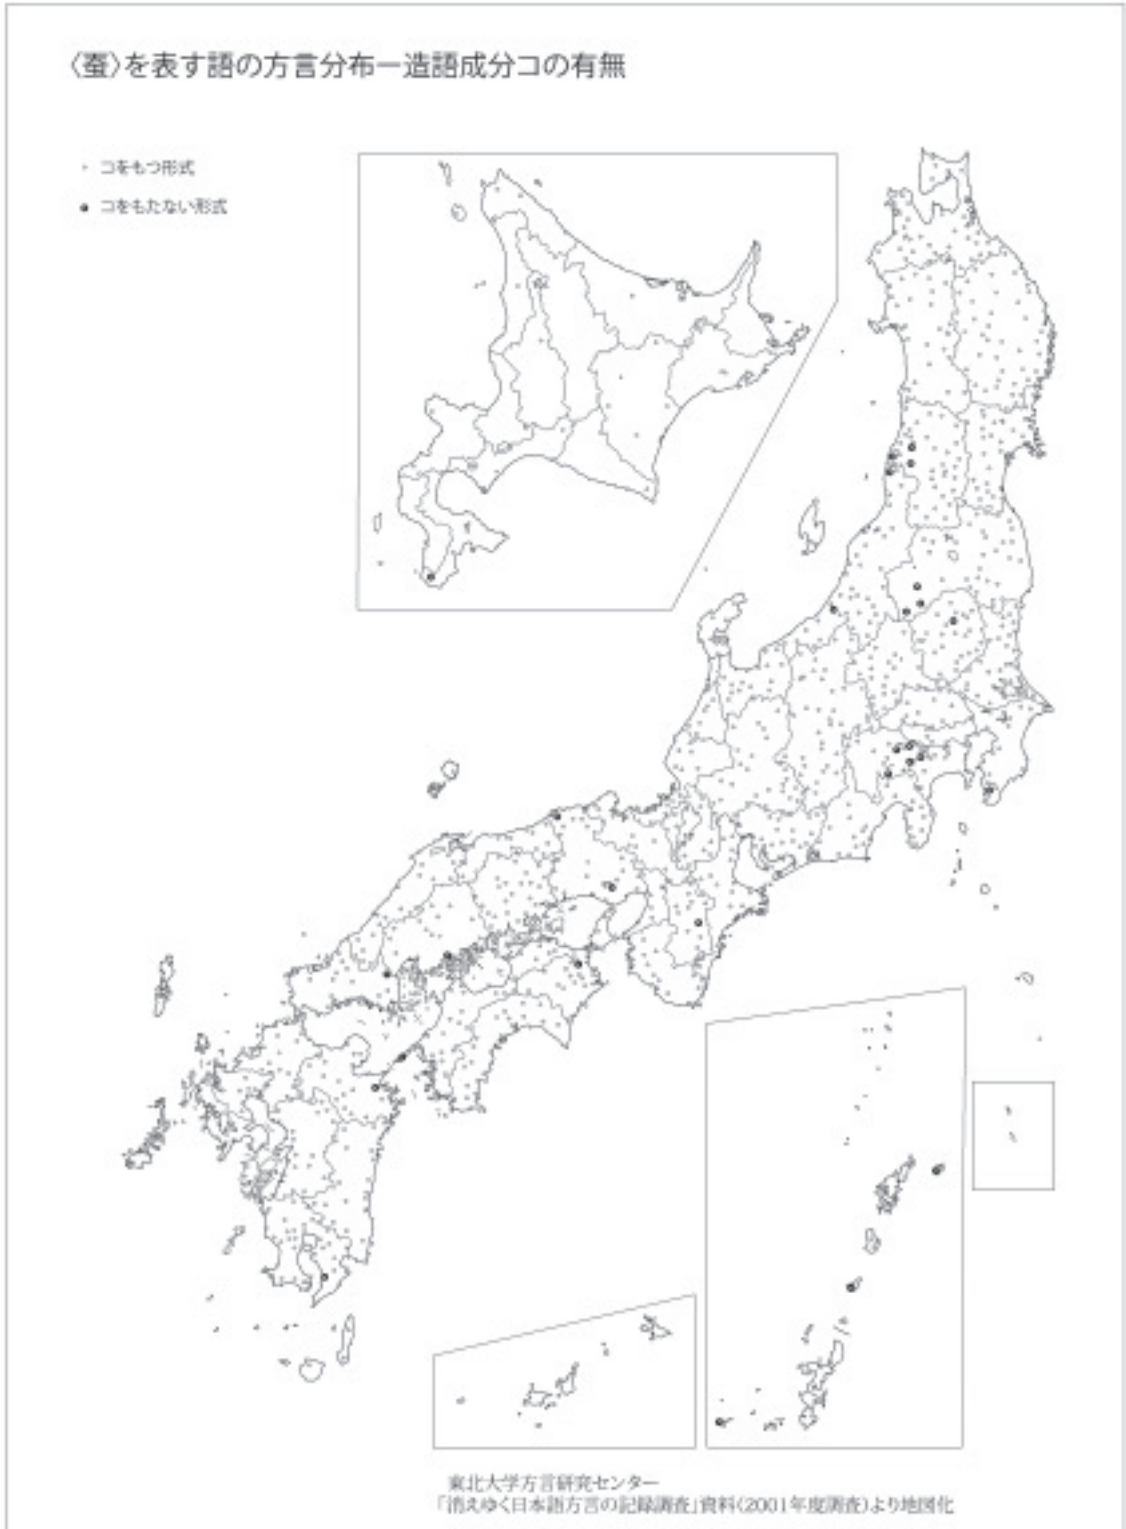 〈蚕〉を表す語の方言分布ー造語成分コの有無
コをもつ形式
コをもたない形式
東北大学方言研究センター
「消えゆく日本語方言の記録調査」資料(2001年度調査)より地図化